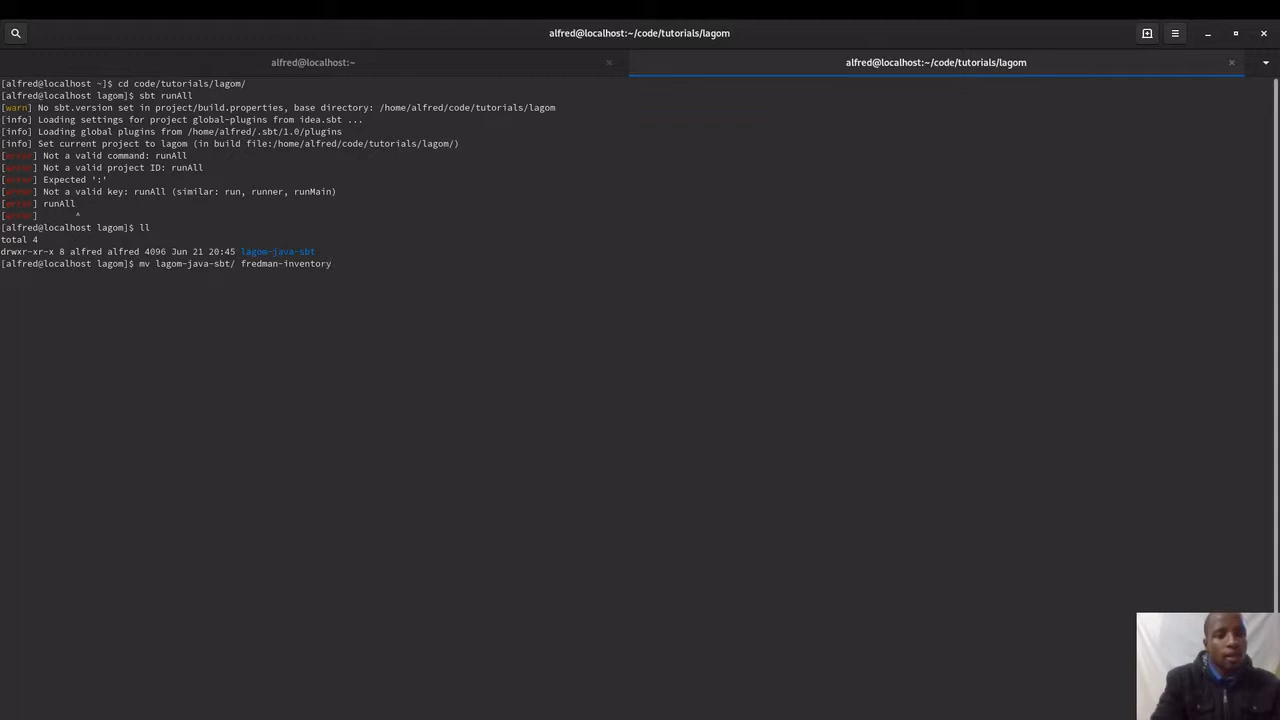 alfred@localhost:~/code/tutorials/lagom
alfred@localhost:~
alfred@localhost:~/code/tutorials/lagom
[alfred@localhost ~]$ cd code/tutorials/lagom/
[alfred@localhost lagom]$ sbt runAll
[warn] No sbt.version set in project/build.properties, base directory: /home/alfred/code/tutorials/lagom
[info] Loading settings for project global-plugins from idea.sbt ...
[info] Loading global plugins from /home/alfred/.sbt/1.0/plugins
[info] Set current project to lagom (in build file:/home/alfred/code/tutorials/lagom/)
[error] Not a valid command: runAll
[error] Not a valid project ID: runAll
[error] Expected ':'
[error] Not a valid key: runAll (similar: run, runner, runMain)
[error] runAll
[error]       ^
[alfred@localhost lagom]$ ll
total 4
drwxr-xr-x 8 alfred alfred 4096 Jun 21 20:45 lagom-java-sbt
[alfred@localhost lagom]$ mv lagom-java-sbt/ fredman-inventory